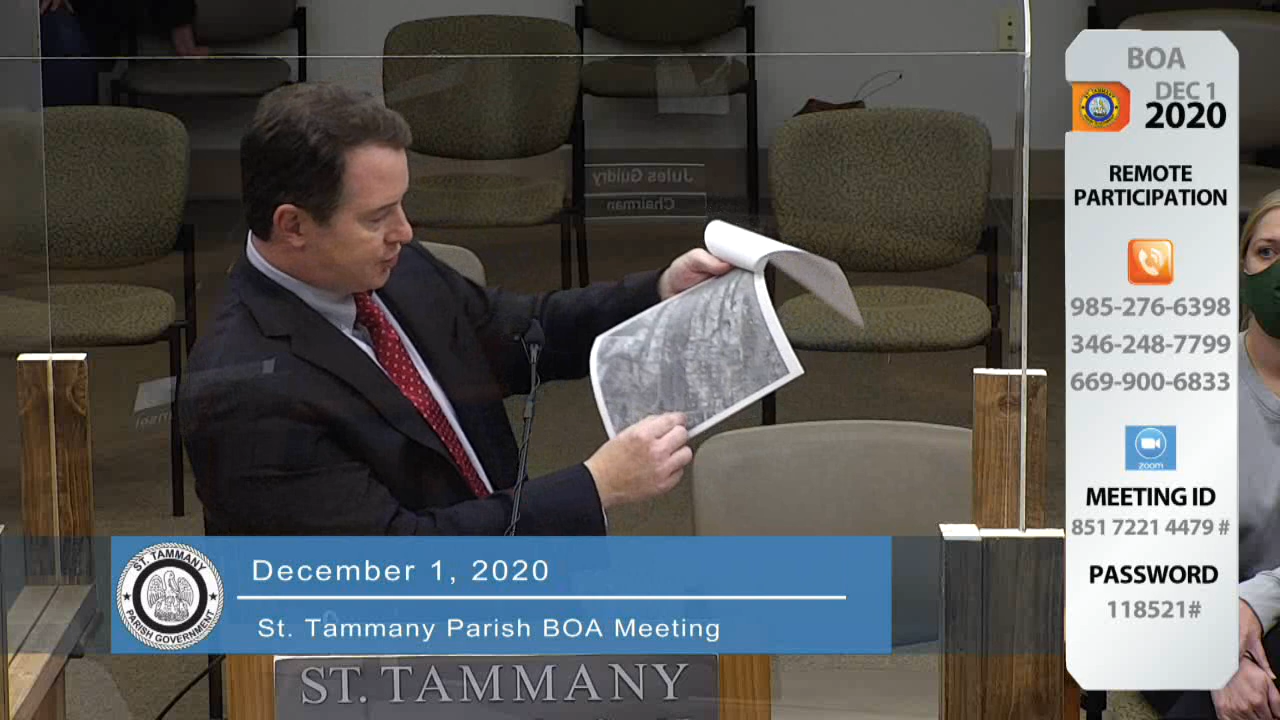 BOA
DEC 1
2020
REMOTE
PARTICIPATION
985-276-6398
346-248-7799
669-900-6833
zoom
MEETING ID
851 7221 4479 #
PASSWORD
118521#
Jules Guidry
Chairman
December 1, 2020
St. Tammany Parish BOA Meeting
ST. TAMMANY
PARISH GOVERNMENT
ST. TAMMANY